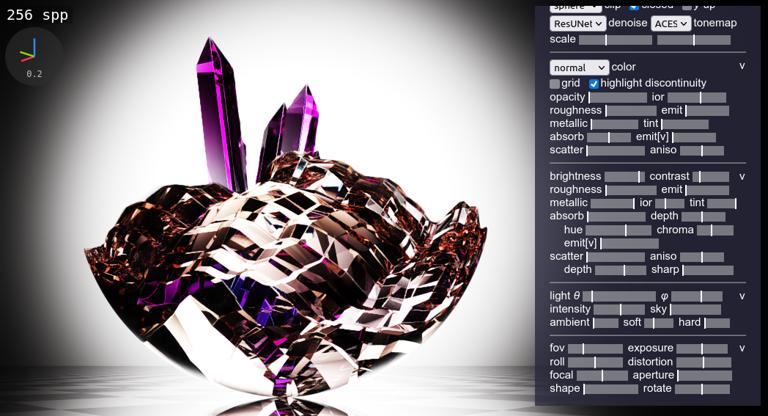 256 spp
0.2
sphere clip closed y-up
ResUNet denoise ACES tonemap
scale
normal color v
grid highlight discontinuity
opacity ior
roughness emit
metallic tint
absorb emit[v]
scatter aniso
brightness contrast v
roughness emit
metallic ior tint
absorb depth
hue chroma
emit[v]
scatter aniso
depth sharp
light θ φ v
intensity sky
ambient soft hard
fov exposure v
roll distortion
focal aperture
shape rotate